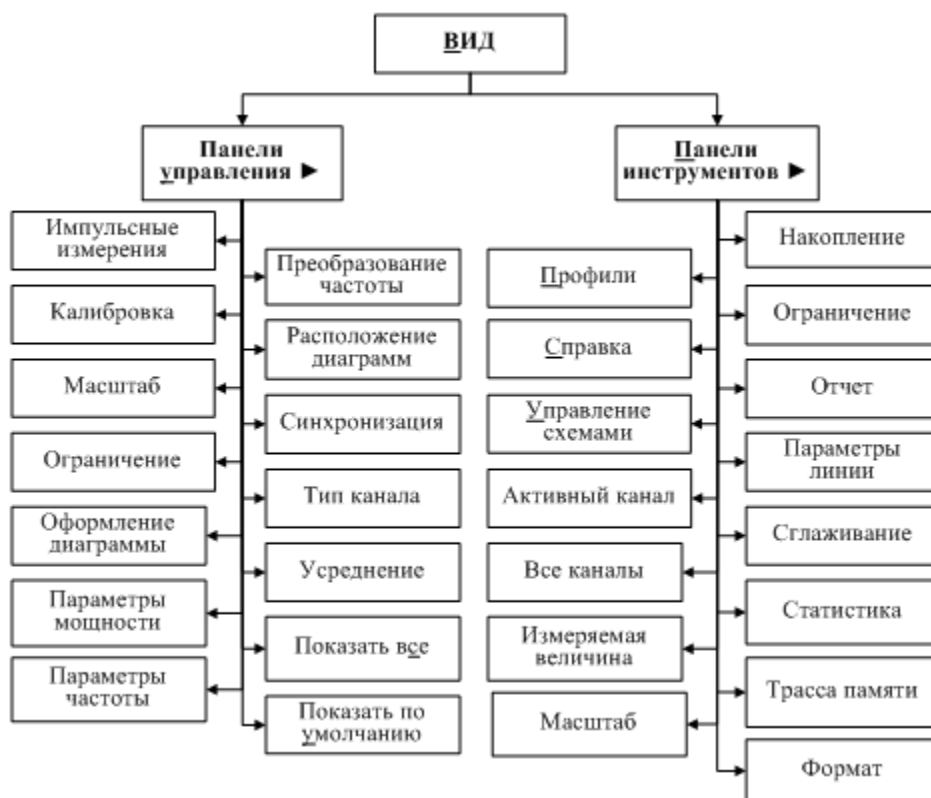 ВИД
Панели
управления ►
Панели
инструментов ►
Импульсные
измерения
Калибровка
Масштаб
Ограничение
Оформление
диаграммы
Параметры
мощности
Параметры
частоты
Преобразование
частоты
Расположение
диаграмм
Синхронизация
Тип канала
Усреднение
Показать все
Показать по
умолчанию
Профили
Справка
Управление
схемами
Активный канал
Все каналы
Измеряемая
величина
Масштаб
Накопление
Ограничение
Отчет
Параметры
линии
Сглаживание
Статистика
Трасса памяти
Формат